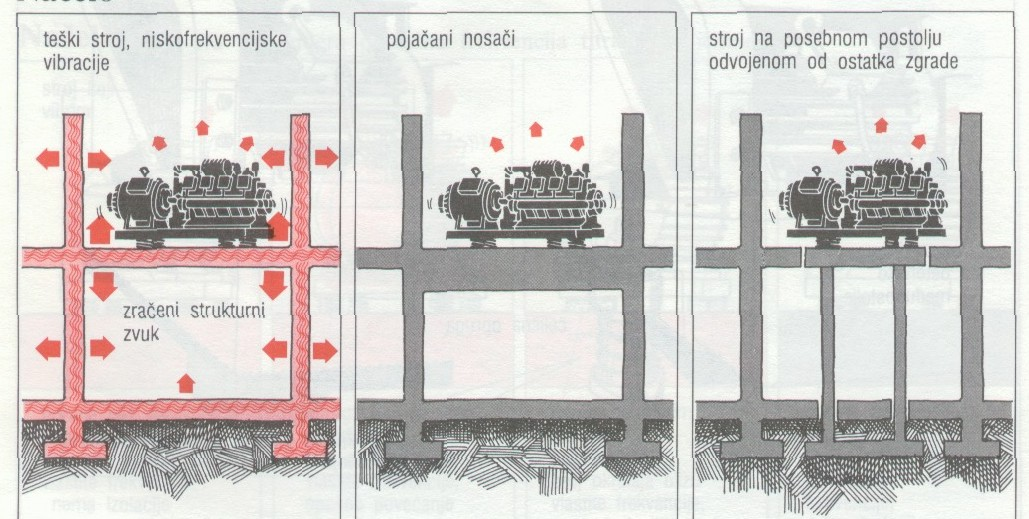 teški stroj, niskofrekvencijske
vibracije
pojačani nosači
stroj na posebnom postolju
odvojenom od ostatka zgrade
zračeni strukturni
zvuk